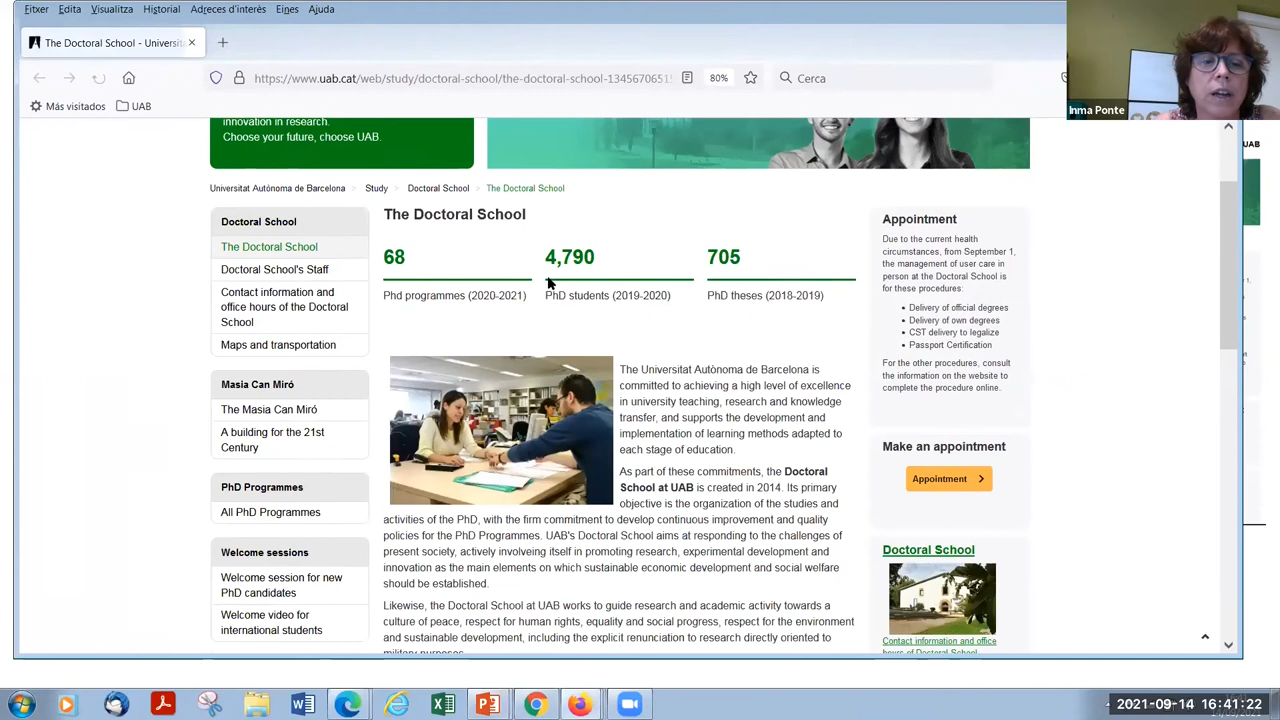 Fitxer Edita Visualitza Historial Adreces d'interès Eines Ajuda
The Doctoral School - Universita
https://www.uab.cat/web/study/doctoral-school/the-doctoral-school-1345670651
80%
Cerca
Más visitados UAB
Inma Ponte
UAB
innovation in research.
Choose your future, choose UAB.
Universitat Autònoma de Barcelona > Study > Doctoral School > The Doctoral School
Doctoral School
The Doctoral School
Doctoral School's Staff
Contact information and
office hours of the Doctoral
School
Maps and transportation
Masia Can Miró
The Masia Can Miró
A building for the 21st
Century
PhD Programmes
All PhD Programmes
Welcome sessions
Welcome session for new
PhD candidates
Welcome video for
international students
The Doctoral School
68
Phd programmes (2020-2021)
4,790
PhD students (2019-2020)
705
PhD theses (2018-2019)
The Universitat Autònoma de Barcelona is
committed to achieving a high level of excellence
in university teaching, research and knowledge
transfer, and supports the development and
implementation of learning methods adapted to
each stage of education.
As part of these commitments, the Doctoral
School at UAB is created in 2014. Its primary
objective is the organization of the studies and
activities of the PhD, with the firm commitment to develop continuous improvement and quality
policies for the PhD Programmes. UAB's Doctoral School aims at responding to the challenges of
present society, actively involveing itself in promoting research, experimental development and
innovation as the main elements on which sustainable economic development and social welfare
should be established.
Likewise, the Doctoral School at UAB works to guide research and academic activity towards a
culture of peace, respect for human rights, equality and social progress, respect for the environment
and sustainable development, including the explicit renunciation to research directly oriented to
military purposes.
Appointment
Due to the current health
circumstances, from September 1,
the management of user care in
person at the Doctoral School is
for these procedures:
• Delivery of official degrees
• Delivery of own degrees
• CST delivery to legalize
• Passport Certification
For the other procedures, consult
the information on the website to
complete the procedure online.
Make an appointment
Appointment
Doctoral School
Contact information and office
hours of Doctoral School
2021-09-14 16:41:22